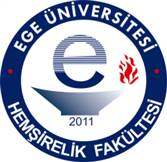 EGE ÜNİVERSİTESİ
e
2011
HEMŞİRELİK FAKÜLTESİ